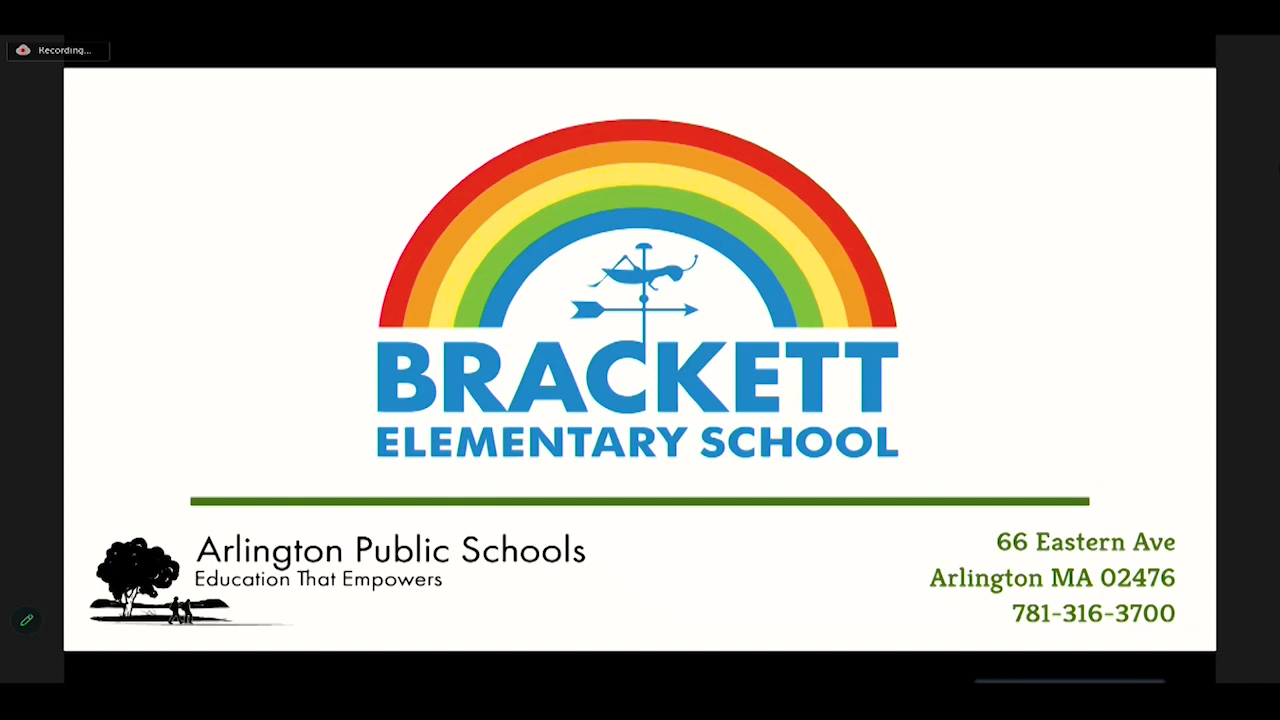 Recording...
BRACKETT
ELEMENTARY SCHOOL
Arlington Public Schools
Education That Empowers
66 Eastern Ave
Arlington MA 02476
781-316-3700